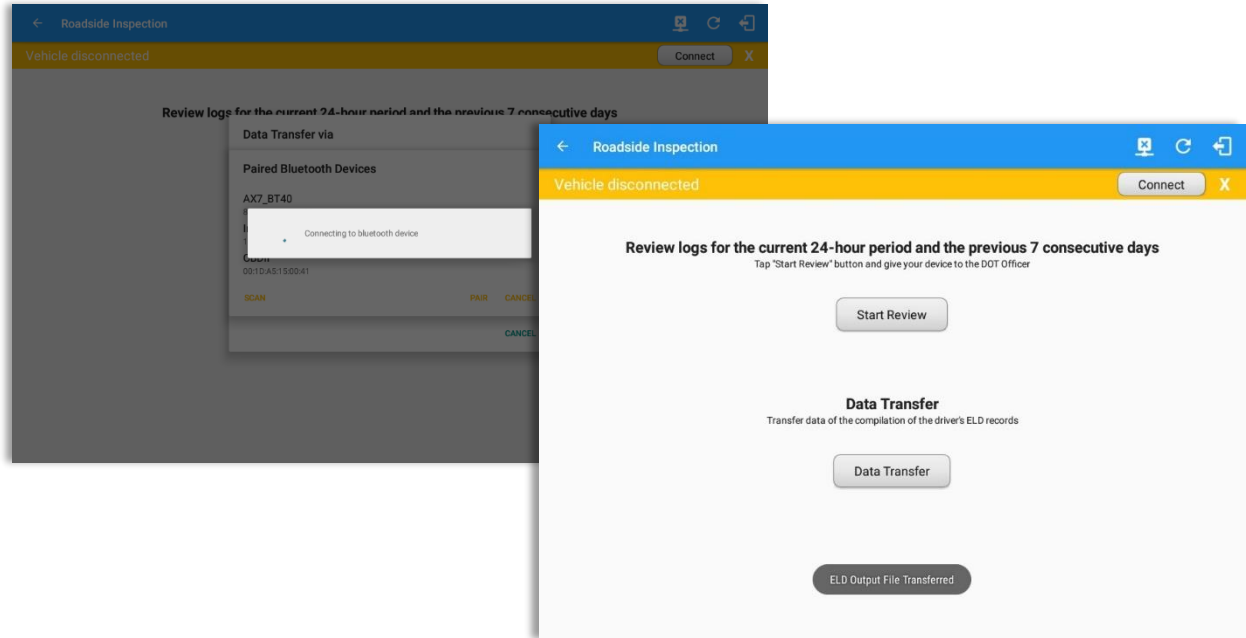 Roadside Inspection
Vehicle disconnected
Connect
X
Review logs for the current 24-hour period and the previous 7 consecutive days
Data Transfer via
Paired Bluetooth Devices
AX7_BT40
Connecting to bluetooth device
00:1D:A5:15:00:41
SCAN
PAIR
CANCEL
CANCEL
Roadside Inspection
Vehicle disconnected
Connect
X
Review logs for the current 24-hour period and the previous 7 consecutive days
Tap "Start Review" button and give your device to the DOT Officer
Start Review
Data Transfer
Transfer data of the compilation of the driver's ELD records
Data Transfer
ELD Output File Transferred